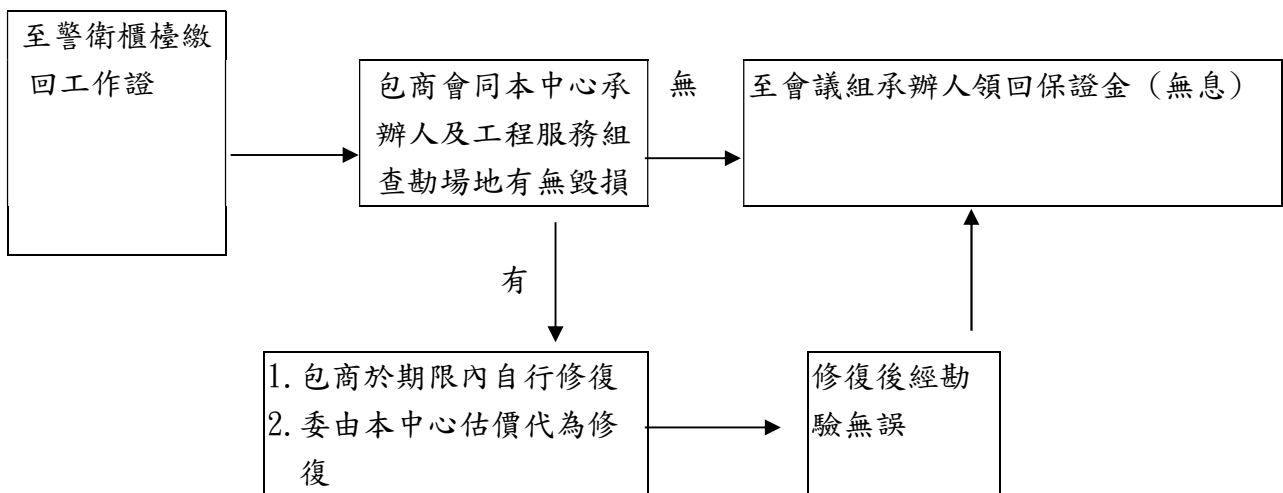 至警衛櫃檯繳
回工作證
包商會同本中心承
辦人及工程服務組
查勘場地有無毀損
無
至會議組承辦人領回保證金（無息）
有
1. 包商於期限內自行修復
2. 委由本中心估價代為修
復
修復後經勘
驗無誤